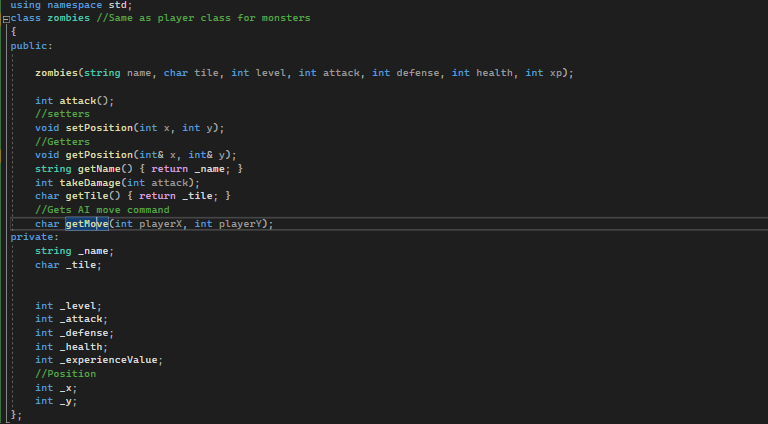 using namespace std;
class zombies //Same as player class for monsters
{
public:
zombies(string name, char tile, int level, int attack, int defense, int health, int xp);
int attack();
//setters
void setPosition(int x, int y);
//Getters
void getPosition(int& x, int& y);
string getName() { return _name; }
int takeDamage(int attack);
char getTile() { return _tile; }
//Gets AI move command
char getMove(int playerX, int playerY);
private:
string _name;
char _tile;
int _level;
int _attack;
int _defense;
int _health;
int _experienceValue;
//Position
int _x;
int _y;
};